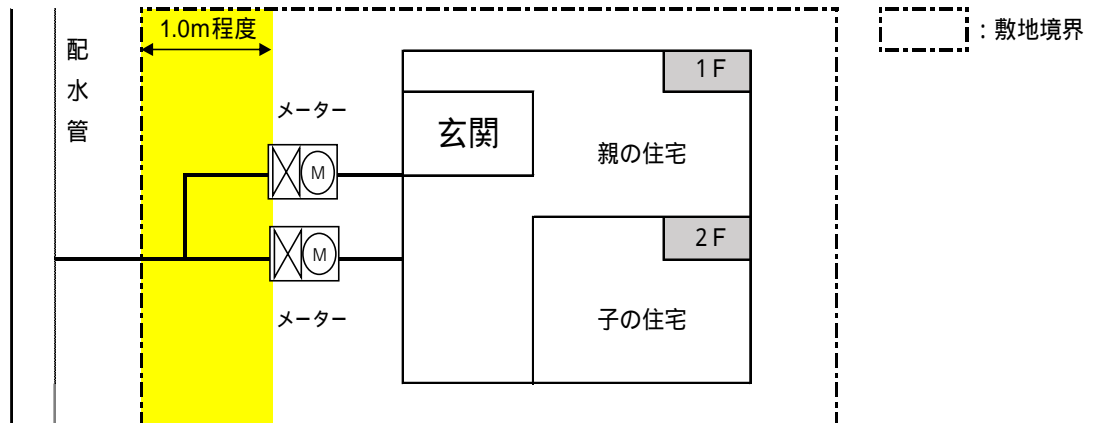 1.0m程度
：敷地境界
配水管
メーター
1F
玄関
親の住宅
M
2F
M
メーター
子の住宅